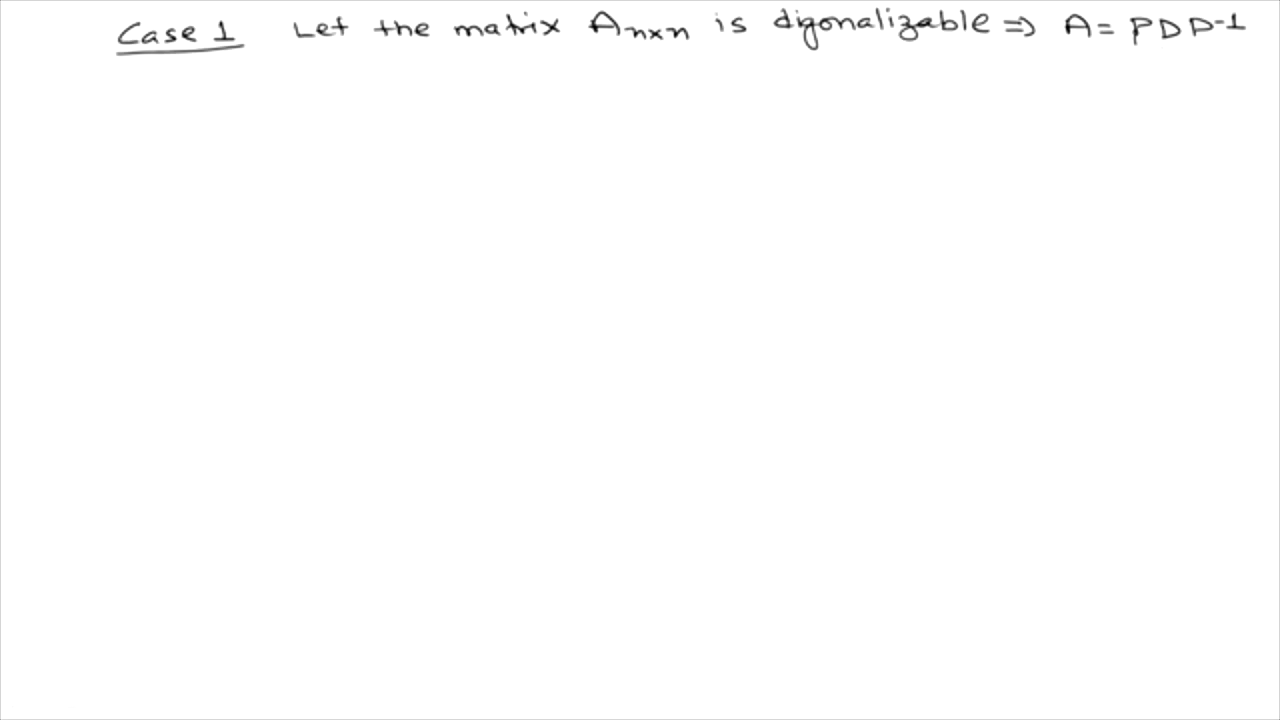 Case 1 Let the matrix Aₙₓₙ is digonalizable ⇒ A = PDP⁻¹